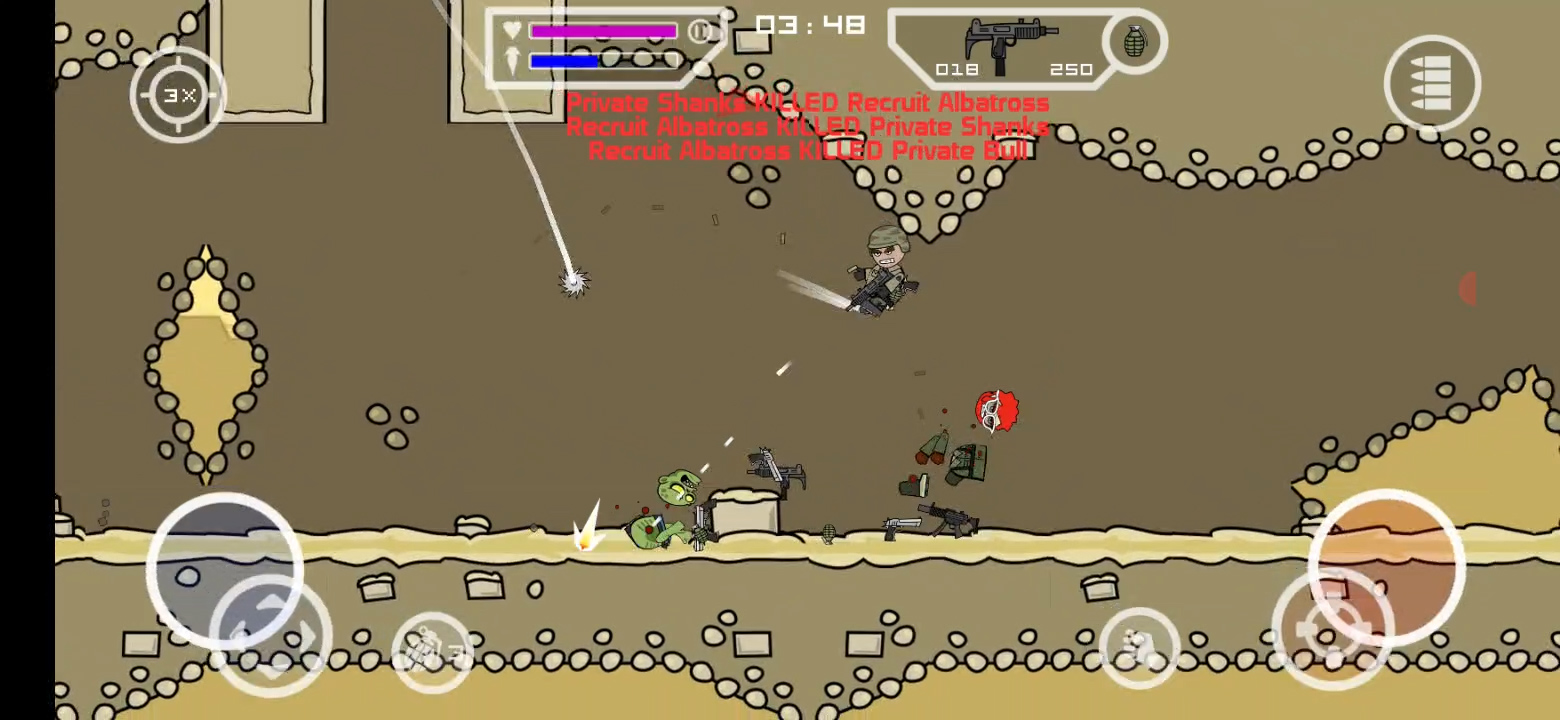 03:48
3X
018 250
Private Shanks KILLED Recruit Albatross
Recruit Albatross KILLED Private Shanks
Recruit Albatross KILLED Private Bull
3